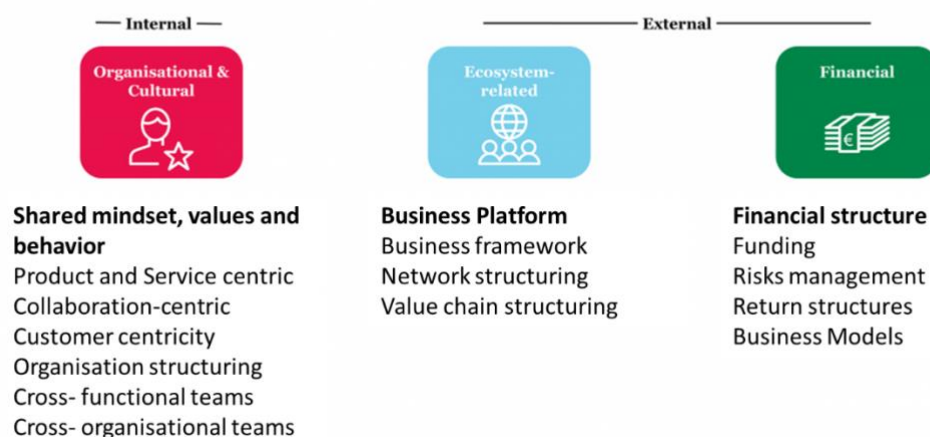 Internal
External
Organisational &
Cultural
Ecosystem-
related
Financial
€
Shared mindset, values and
behavior
Product and Service centric
Collaboration-centric
Customer centricity
Organisation structuring
Cross- functional teams
Cross- organisational teams
Business Platform
Business framework
Network structuring
Value chain structuring
Financial structure
Funding
Risks management
Return structures
Business Models